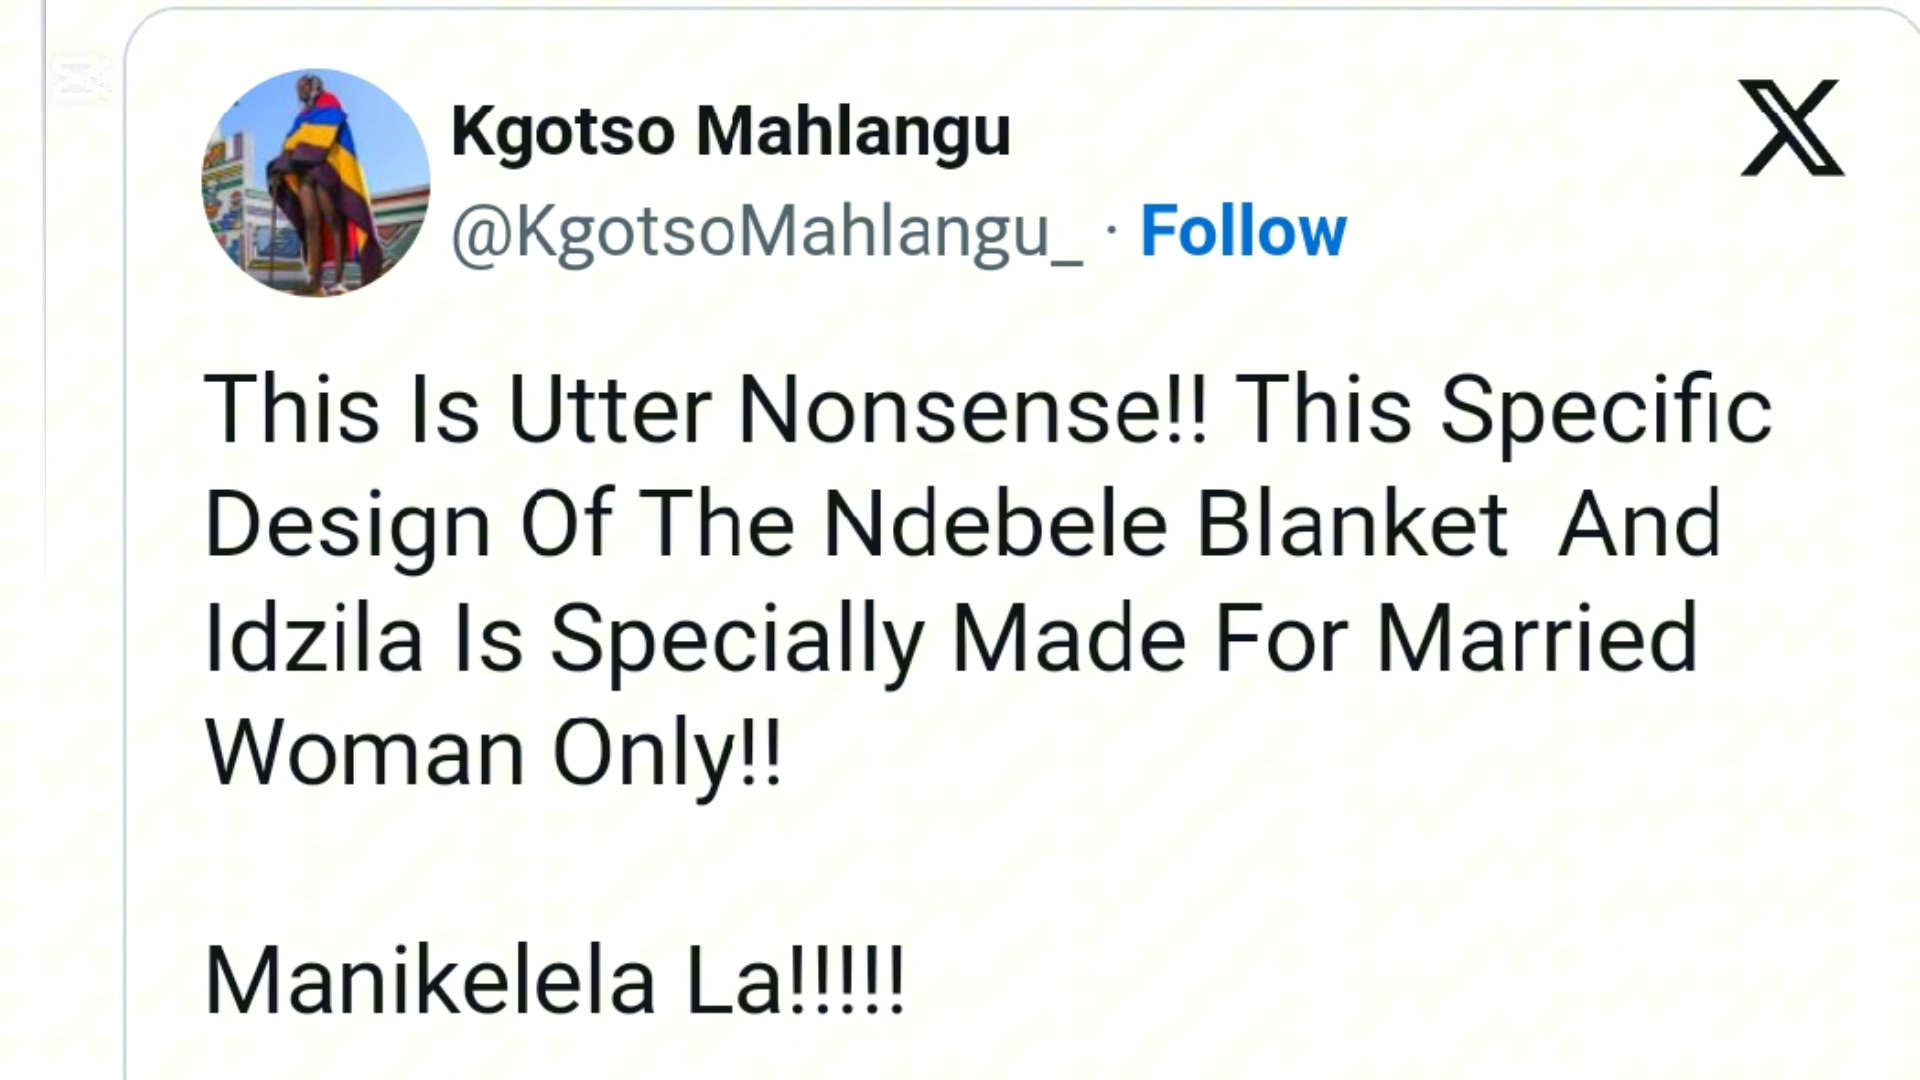 Kgotso Mahlangu
@KgotsoMahlangu_ · Follow
This Is Utter Nonsense!! This Specific
Design Of The Ndebele Blanket  And
Idzila Is Specially Made For Married
Woman Only!!
Manikelela La!!!!!